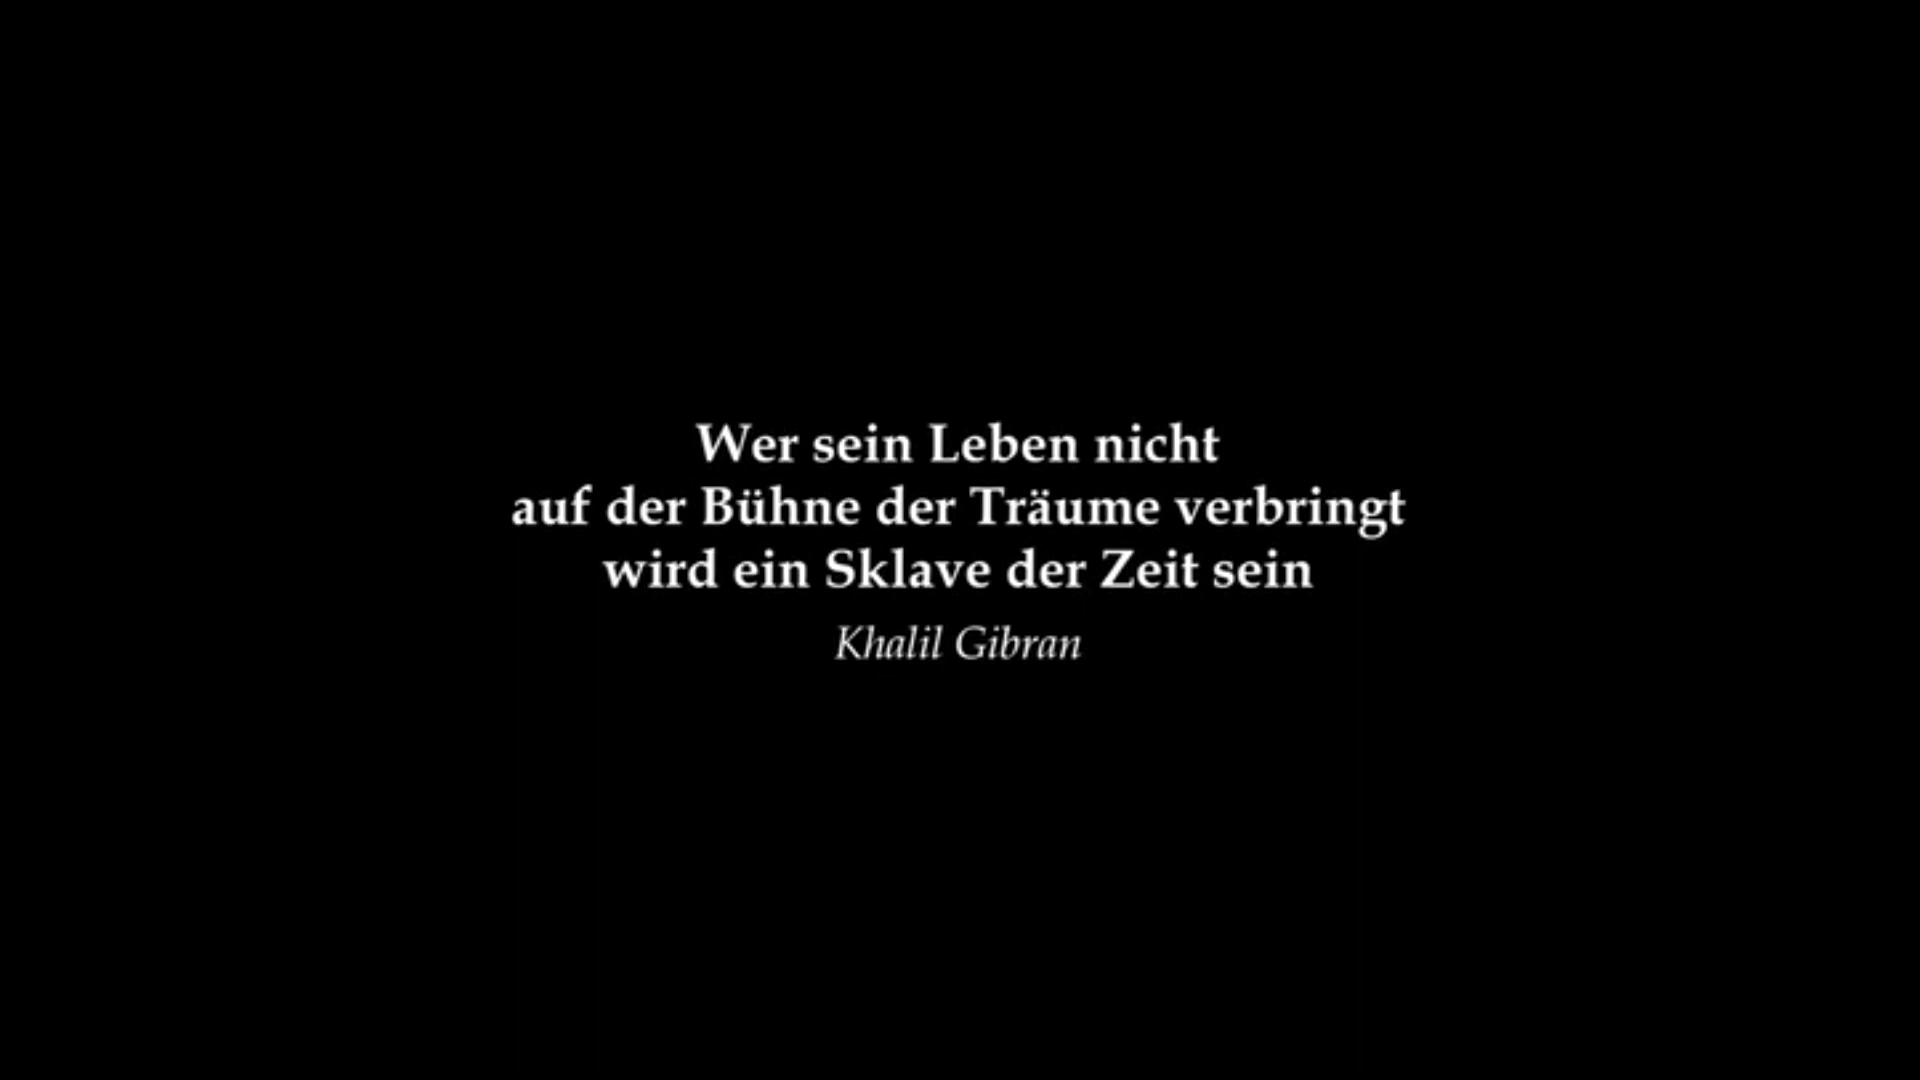 Wer sein Leben nicht
auf der Bühne der Träume verbringt
wird ein Sklave der Zeit sein
Khalil Gibran